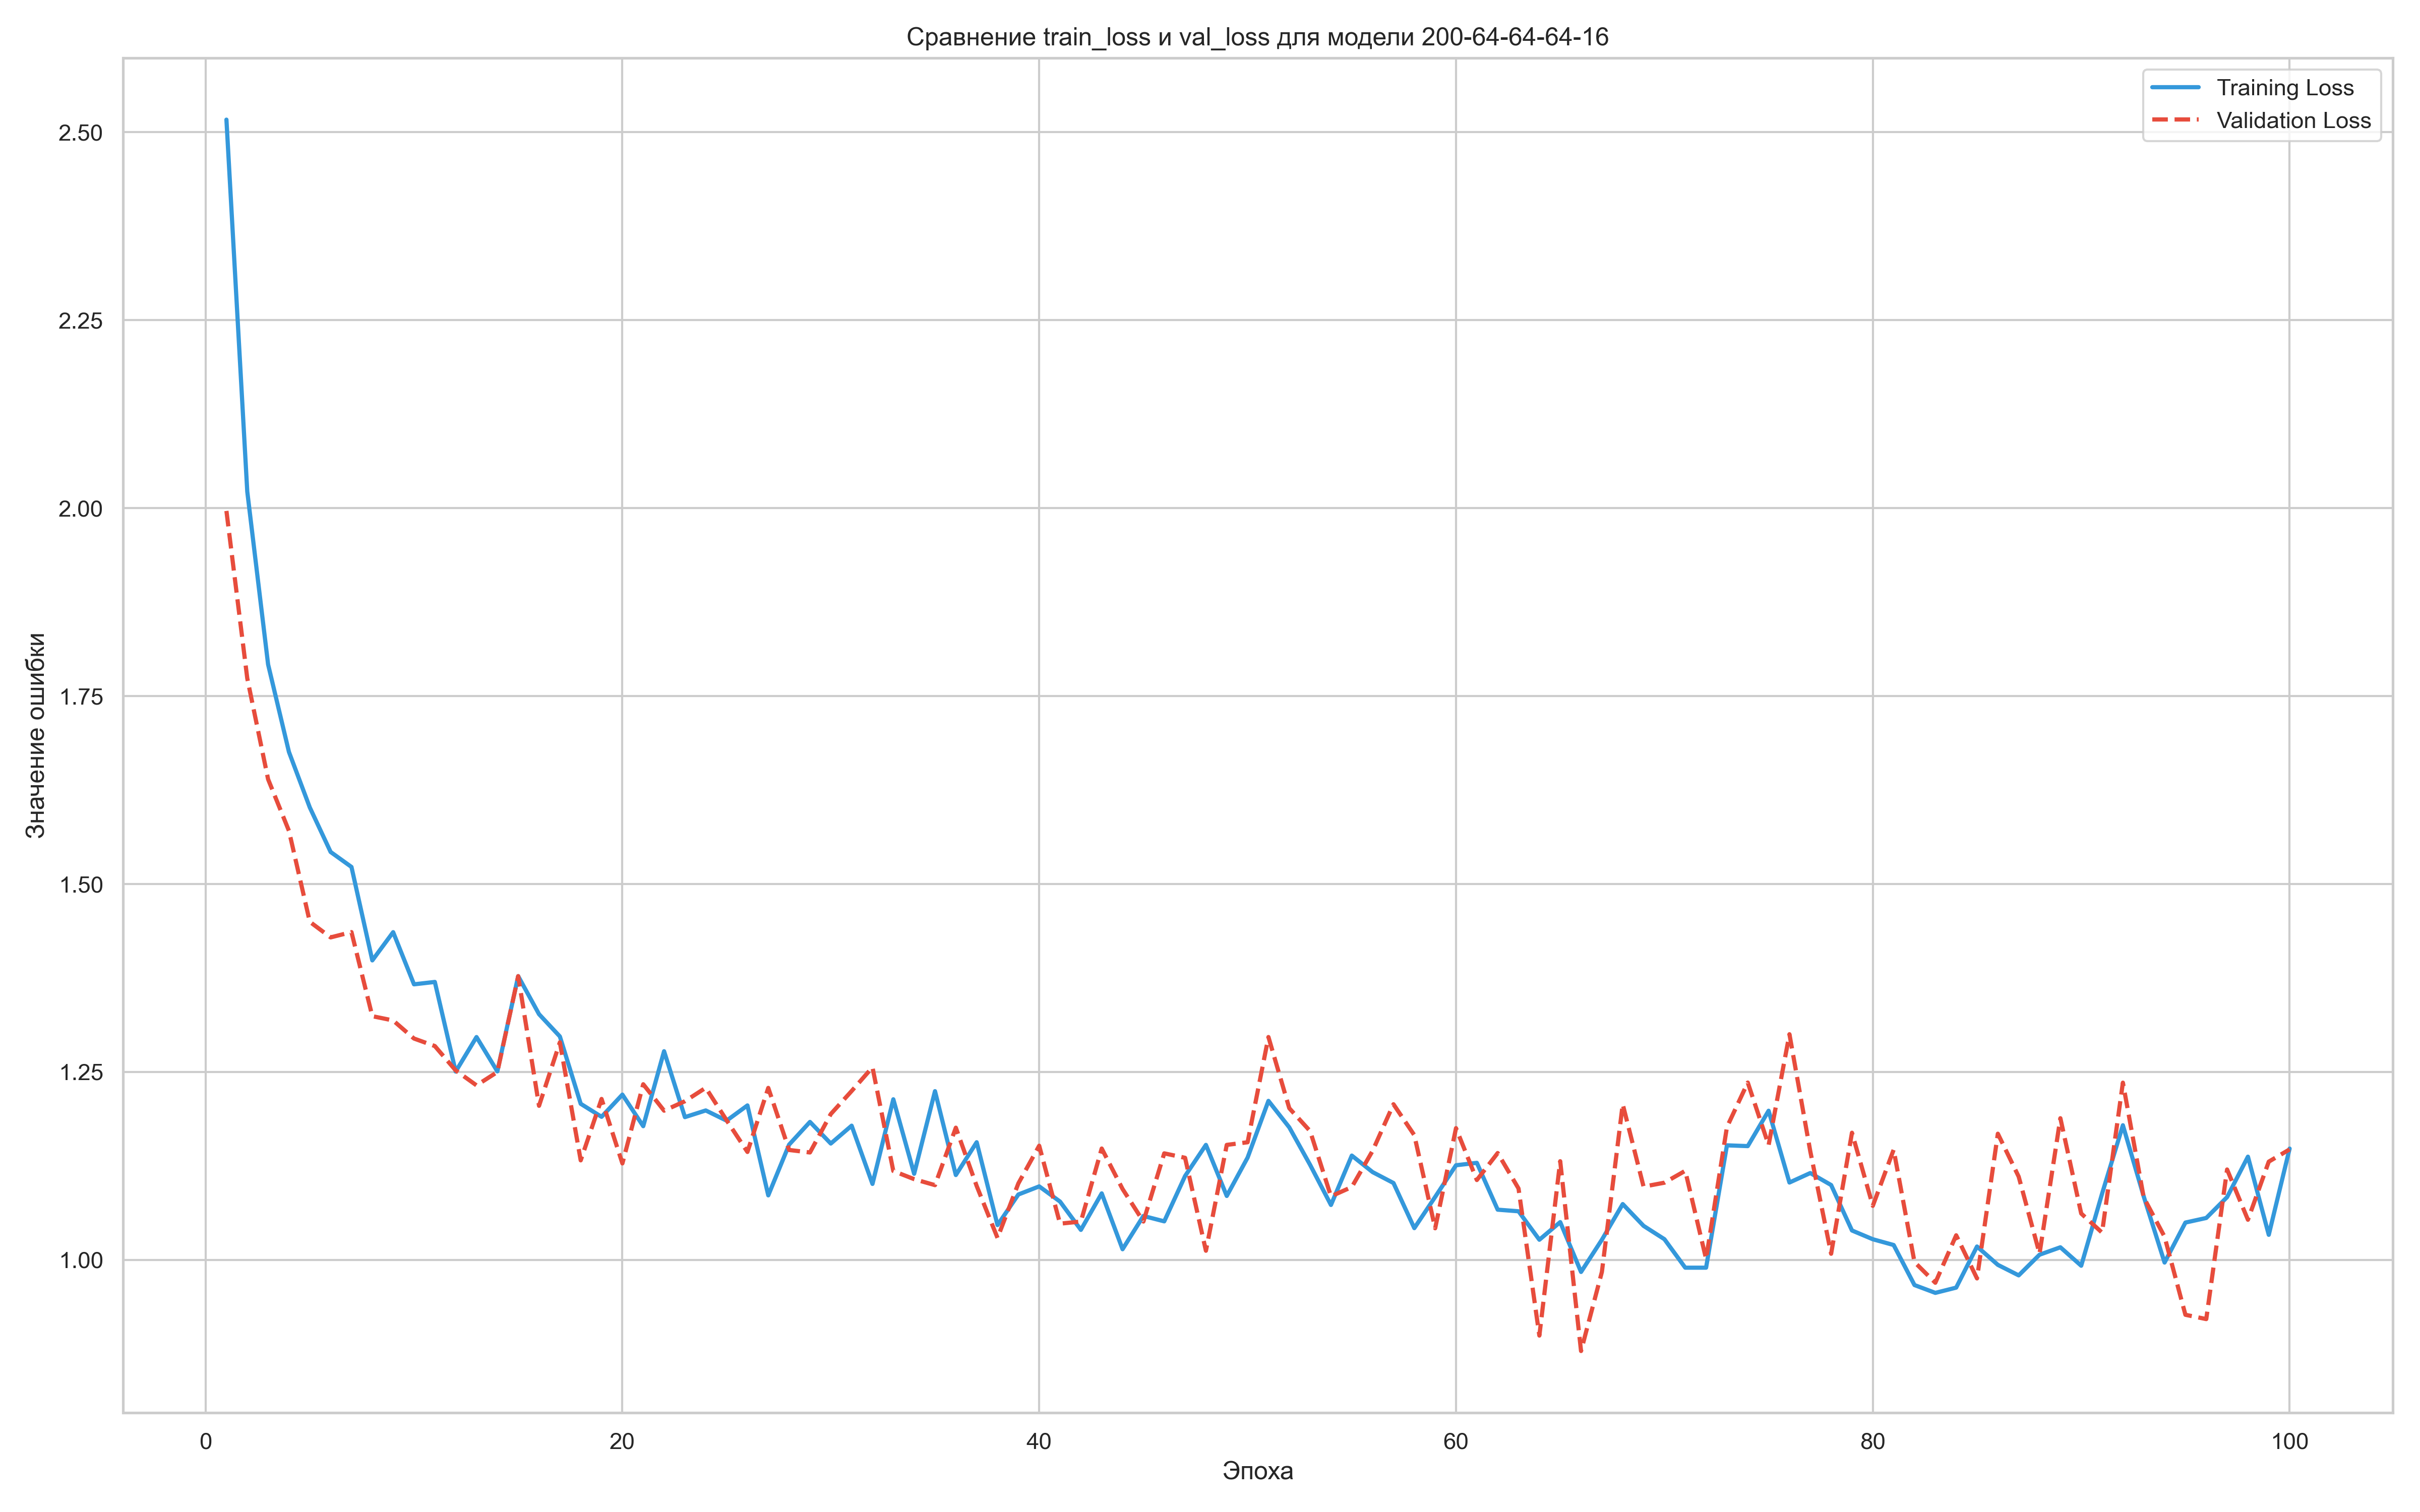 Сравнение train_loss и val_loss для модели 200-64-64-64-16
Training Loss
Validation Loss
Значение ошибки
2.50
2.25
2.00
1.75
1.50
1.25
1.00
0 20 40 60 80 100
Эпоха